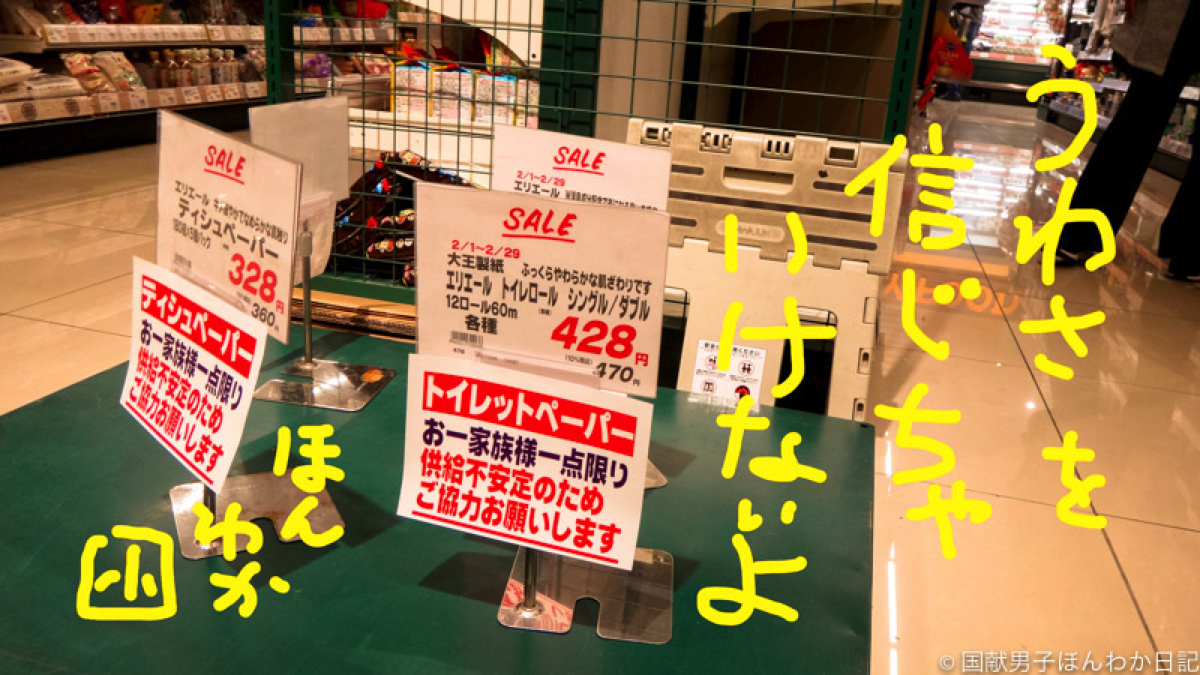 SALE
エリエール
ティシュペーパー
180組×5個パック
328円
360円
ティシュペーパー
お一家族様一点限り
供給不安定のため
ご協力お願いします
SALE
2/1〜2/29
エリエール
SALE
2/1〜2/29
大王製紙 ふっくらやわらかな肌ざわりです
エリエール トイレロール シングル/ダブル
12ロール60m
各種
428円
470円
トイレットペーパー
お一家族様一点限り
供給不安定のため
ご協力お願いします
うわさを
信じちゃ
いけないよ
ほん
わか
© 国献男子ほんわか日記